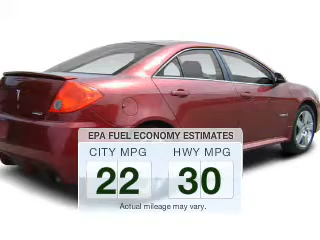 EPA FUEL ECONOMY ESTIMATES
CITY MPG HWY MPG
22 30
Actual mileage may vary.